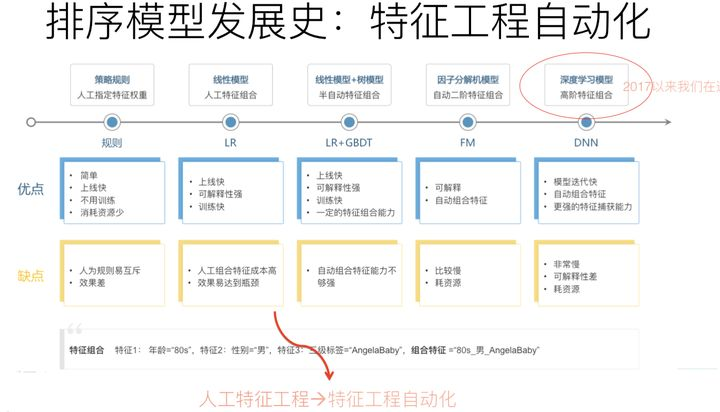 排序模型发展史：特征工程自动化
策略规则
人工指定特征权重
线性模型
人工特征组合
线性模型+树模型
半自动特征组合
因子分解机模型
自动二阶特征组合
深度学习模型
高阶特征组合
2017以来我们在
规则
LR
LR+GBDT
FM
DNN
优点
• 简单
• 上线快
• 不用训练
• 消耗资源少
• 上线快
• 可解释性强
• 训练快
• 上线快
• 可解释性强
• 训练快
• 一定的特征组合能力
• 可解释
• 自动组合特征
• 模型迭代快
• 自动组合特征
• 更强的特征捕获能力
缺点
• 人为规则易互斥
• 效果差
• 人工组合特征成本高
• 效果易达到瓶颈
• 自动组合特征能力不
够强
• 比较慢
• 耗资源
• 非常慢
• 可解释性差
• 耗资源
特征组合 特征1： 年龄=“80s”，特征2：性别=“男”，特征3：三级标签=“AngelaBaby”，组合特征 =“80s_男_AngelaBaby”
人工特征工程→特征工程自动化